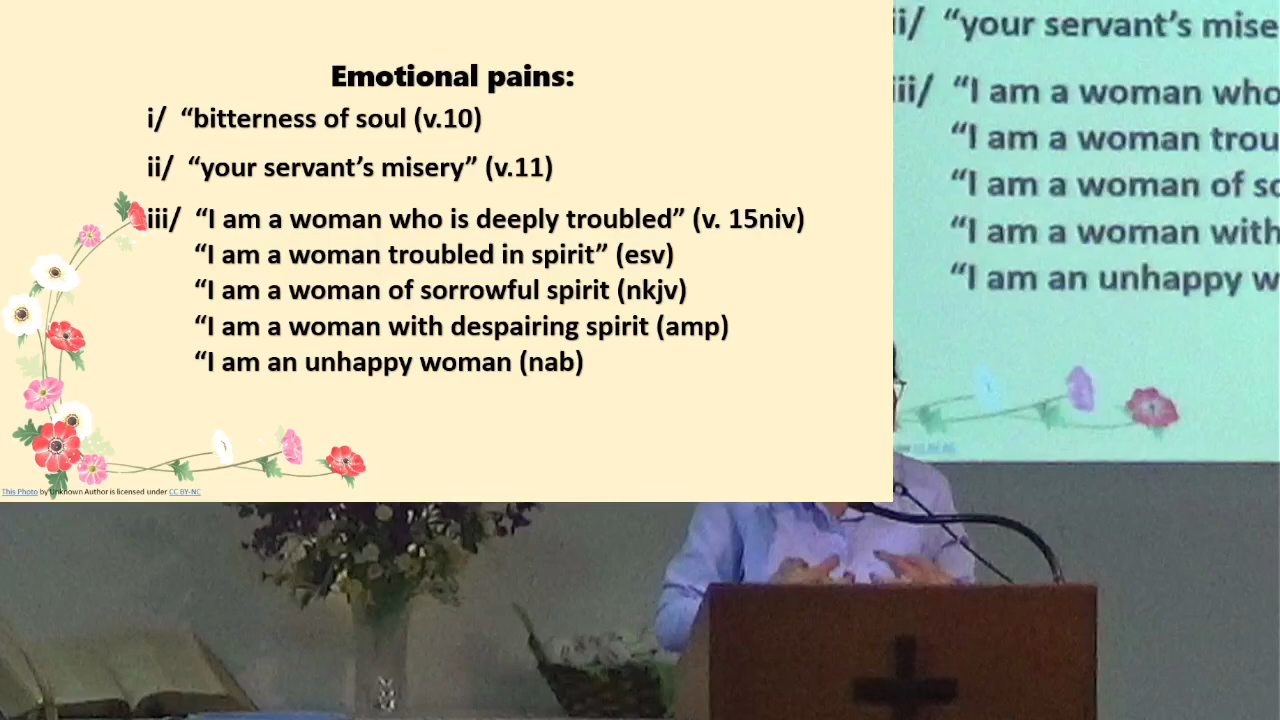 Emotional pains:
i/ “bitterness of soul (v.10)
ii/ “your servant’s misery” (v.11)
iii/ “I am a woman who is deeply troubled” (v. 15niv)
“I am a woman troubled in spirit” (esv)
“I am a woman of sorrowful spirit (nkjv)
“I am a woman with despairing spirit (amp)
“I am an unhappy woman (nab)
This Photo by Unknown Author is licensed under CC BY-NC
ii/ “your servant’s mise
iii/ “I am a woman who
“I am a woman trou
“I am a woman of so
“I am a woman with
“I am an unhappy w